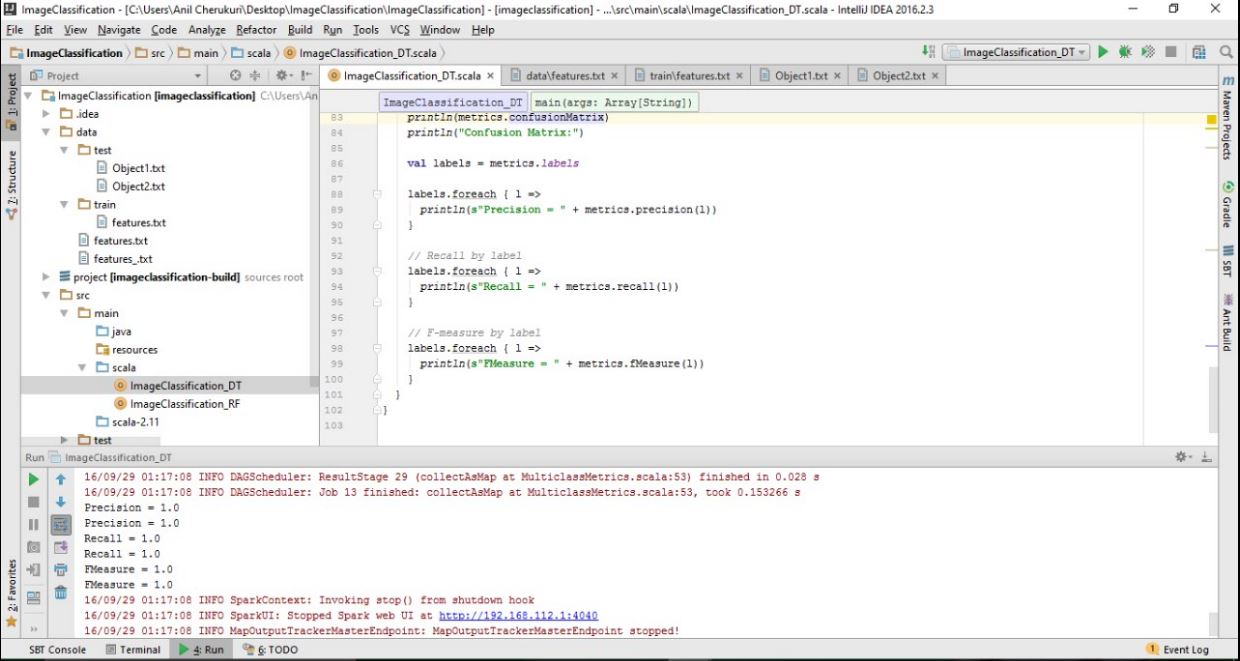 ImageClassification - [C:\Users\Anil Cherukuri\Desktop\ImageClassification\ImageClassification] - [imageclassification] - ...\src\main\scala\ImageClassification_DT.scala - IntelliJ IDEA 2016.2.3
File Edit View Navigate Code Analyze Refactor Build Run Tools VCS Window Help
ImageClassification src main scala ImageClassification_DT.scala ImageClassification_DT
Project
ImageClassification_DT.scala data\features.txt train\features.txt Object1.txt Object2.txt
1: Project
Z: Structure
2: Favorites
ImageClassification [imageclassification] C:\Users\An
.idea
data
test
Object1.txt
Object2.txt
train
features.txt
features.txt
features_.txt
project [imageclassification-build] sources root
src
main
java
resources
scala
ImageClassification_DT
ImageClassification_RF
scala-2.11
test
ImageClassification_DT main(args: Array[String])
83 println(metrics.confusionMatrix)
84 println("Confusion Matrix:")
85
86 val labels = metrics.labels
87
88 labels.foreach { l =>
89 println(s"Precision = " + metrics.precision(l))
90 }
91
92 // Recall by label
93 labels.foreach { l =>
94 println(s"Recall = " + metrics.recall(l))
95 }
96
97 // F-measure by label
98 labels.foreach { l =>
99 println(s"FMeasure = " + metrics.fMeasure(l))
100 }
101 }
102 }
103
Maven Projects
Gradle
SBT
Ant Build
Run ImageClassification_DT
16/09/29 01:17:08 INFO DAGScheduler: ResultStage 29 (collectAsMap at MulticlassMetrics.scala:53) finished in 0.028 s
16/09/29 01:17:08 INFO DAGScheduler: Job 13 finished: collectAsMap at MulticlassMetrics.scala:53, took 0.153266 s
Precision = 1.0
Precision = 1.0
Recall = 1.0
Recall = 1.0
FMeasure = 1.0
FMeasure = 1.0
16/09/29 01:17:08 INFO SparkContext: Invoking stop() from shutdown hook
16/09/29 01:17:08 INFO SparkUI: Stopped Spark web UI at http://192.168.112.1:4040
16/09/29 01:17:08 INFO MapOutputTrackerMasterEndpoint: MapOutputTrackerMasterEndpoint stopped!
SBT Console Terminal 4: Run 6: TODO 1 Event Log